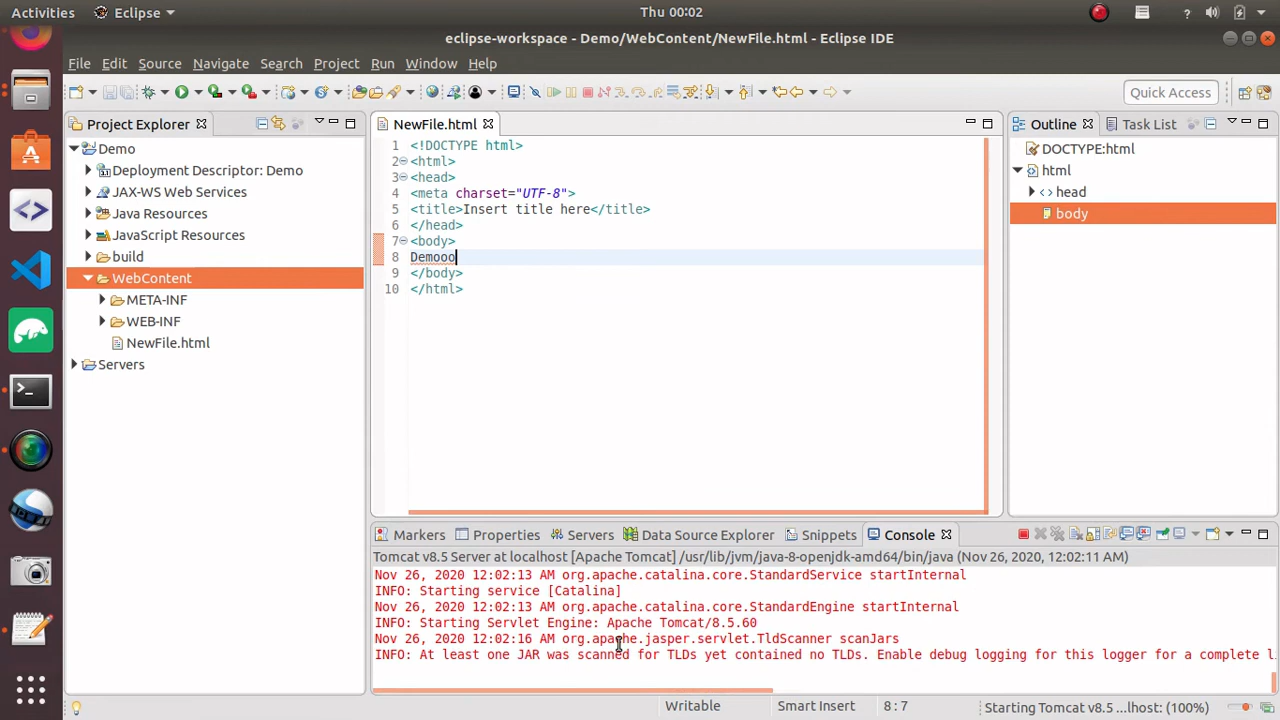 Activities
Eclipse
Thu 00:02
?
eclipse-workspace - Demo/WebContent/NewFile.html - Eclipse IDE
File Edit Source Navigate Search Project Run Window Help
Quick Access
Project Explorer
Demo
Deployment Descriptor: Demo
JAX-WS Web Services
Java Resources
JavaScript Resources
build
WebContent
META-INF
WEB-INF
NewFile.html
Servers
NewFile.html
1 <!DOCTYPE html>
2 <html>
3 <head>
4 <meta charset="UTF-8">
5 <title>Insert title here</title>
6 </head>
7 <body>
8 Demooo
9 </body>
10 </html>
Outline
Task List
DOCTYPE:html
html
head
body
Markers Properties Servers Data Source Explorer Snippets Console
Tomcat v8.5 Server at localhost [Apache Tomcat] /usr/lib/jvm/java-8-openjdk-amd64/bin/java (Nov 26, 2020, 12:02:11 AM)
Nov 26, 2020 12:02:13 AM org.apache.catalina.core.StandardService startInternal
INFO: Starting service [Catalina]
Nov 26, 2020 12:02:13 AM org.apache.catalina.core.StandardEngine startInternal
INFO: Starting Servlet Engine: Apache Tomcat/8.5.60
Nov 26, 2020 12:02:16 AM org.apache.jasper.servlet.TldScanner scanJars
INFO: At least one JAR was scanned for TLDs yet contained no TLDs. Enable debug logging for this logger for a complete li
Writable
Smart Insert
8 : 7
Starting Tomcat v8.5 ...lhost: (100%)